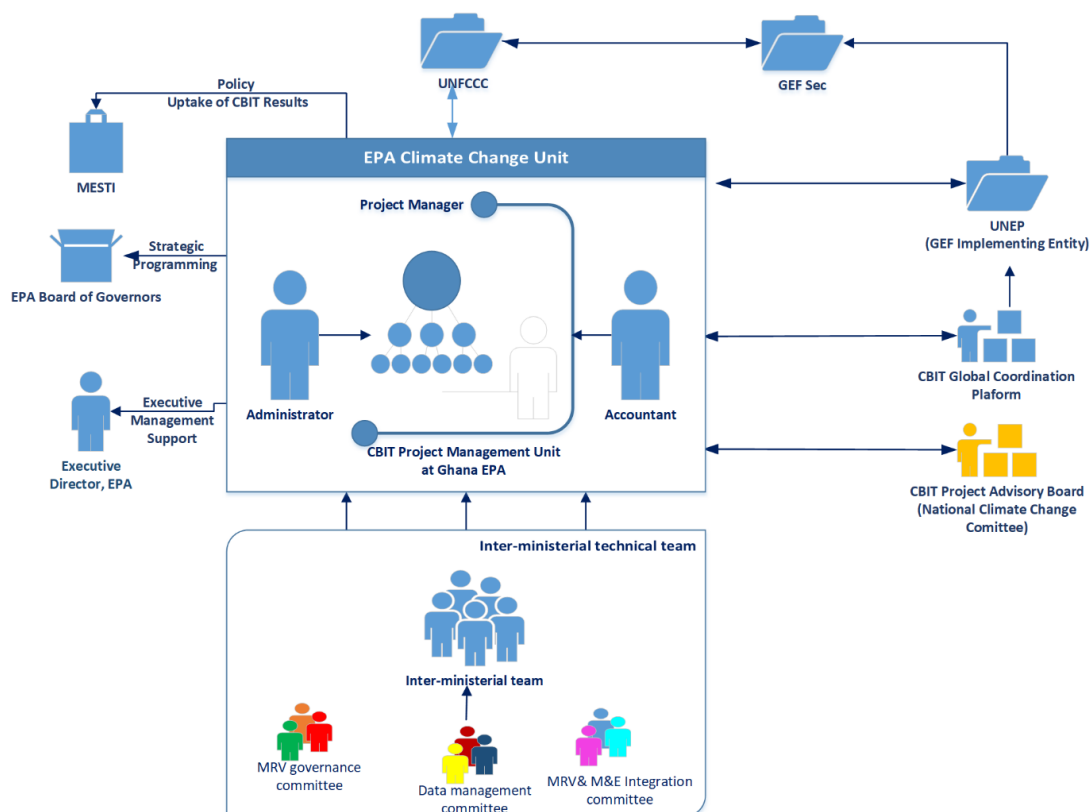 UNFCCC
GEF Sec
Policy
Uptake of CBIT Results
MESTI
EPA Climate Change Unit
Project Manager
UNEP
(GEF Implementing Entity)
Strategic
Programming
EPA Board of Governors
Administrator
Accountant
CBIT Global Coordination
Plaform
Executive
Management
Support
Executive
Director, EPA
CBIT Project Management Unit
at Ghana EPA
CBIT Project Advisory Board
(National Climate Change
Comittee)
Inter-ministerial technical team
Inter-ministerial team
MRV governance
committee
Data management
committee
MRV& M&E Integration
committee